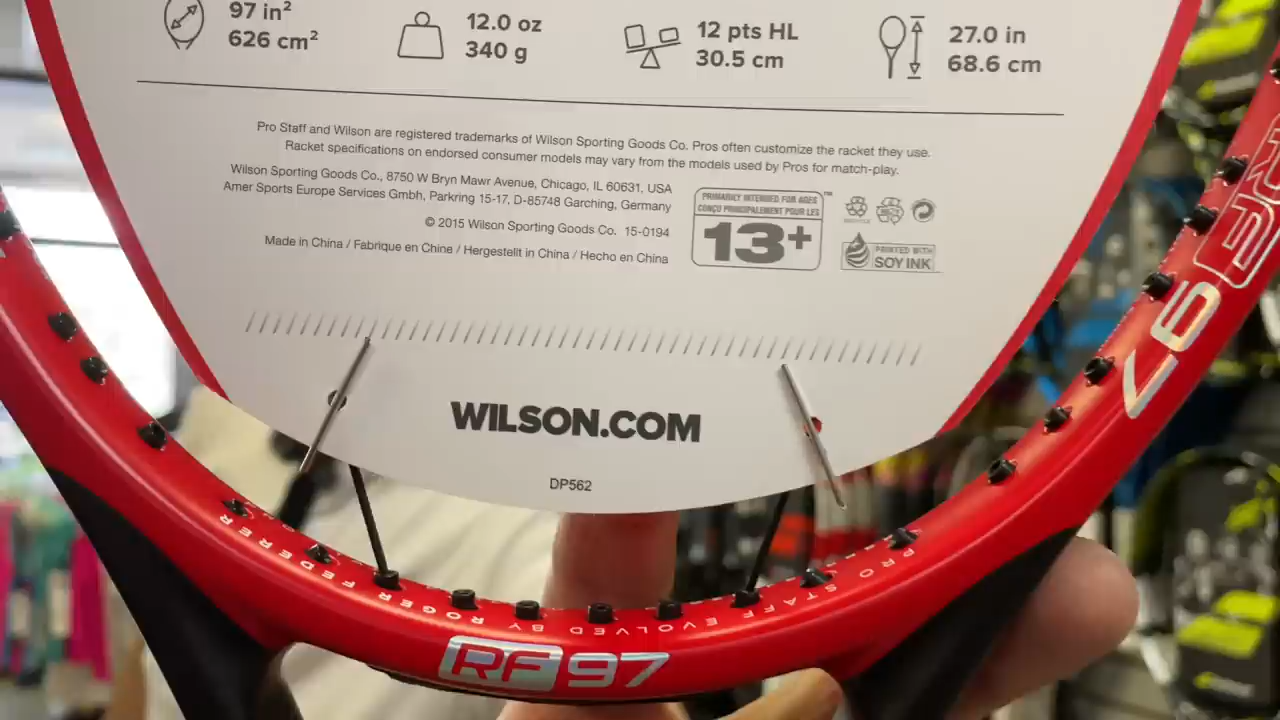 97 in²
626 cm²
12.0 oz
340 g
12 pts HL
30.5 cm
27.0 in
68.6 cm
Pro Staff and Wilson are registered trademarks of Wilson Sporting Goods Co. Pros often customize the racket they use.
Racket specifications on endorsed consumer models may vary from the models used by Pros for match-play.
Wilson Sporting Goods Co., 8750 W Bryn Mawr Avenue, Chicago, IL 60631, USA
Amer Sports Europe Services Gmbh, Parkring 15-17, D-85748 Garching, Germany
© 2015 Wilson Sporting Goods Co. 15-0194
Made in China / Fabrique en Chine / Hergestellt in China / Hecho en China
PRIMARILY INTENDED FOR AGES
CONÇU PRINCIPALEMENT POUR LES
13+
™
PRINTED WITH
SOY INK
WILSON.COM
DP562
PRO STAFF EVOLVED BY ROGER FEDERER
RF 97
RF 97